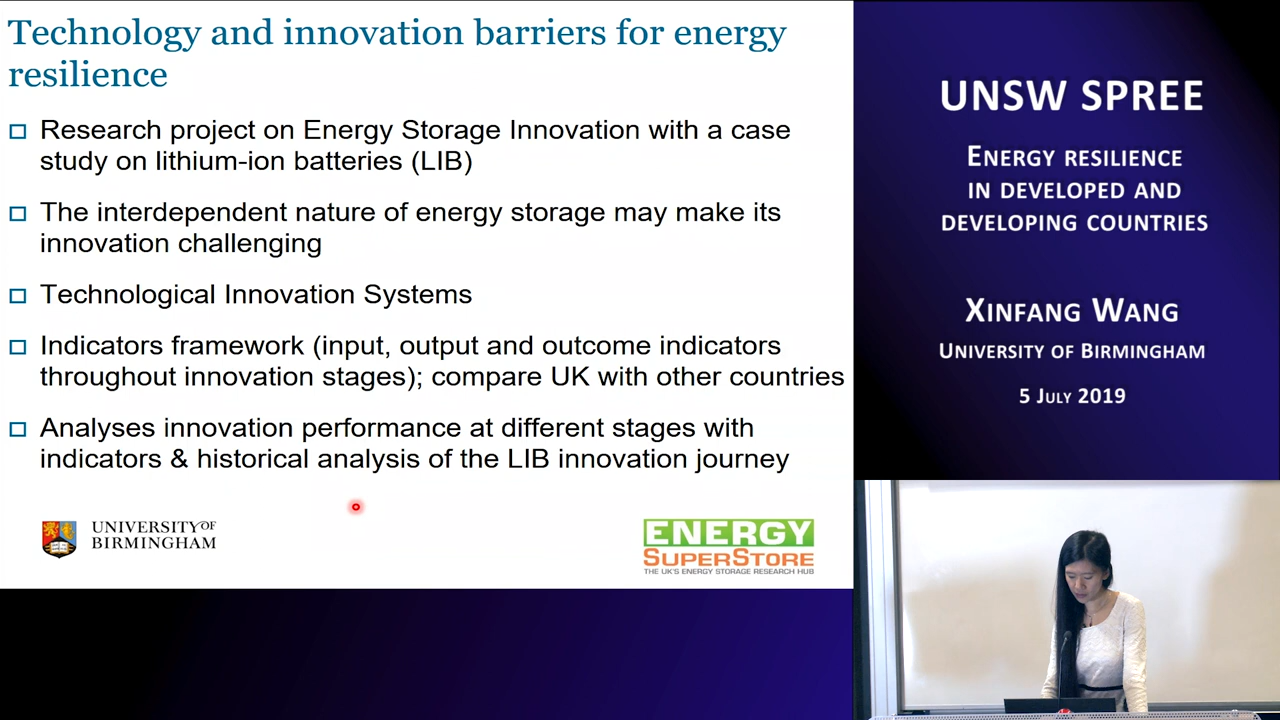 Technology and innovation barriers for energy
resilience
Research project on Energy Storage Innovation with a case
study on lithium-ion batteries (LIB)
The interdependent nature of energy storage may make its
innovation challenging
Technological Innovation Systems
Indicators framework (input, output and outcome indicators
throughout innovation stages); compare UK with other countries
Analyses innovation performance at different stages with
indicators & historical analysis of the LIB innovation journey
UNIVERSITYOF
BIRMINGHAM
ENERGY
SUPERSTORE
THE UK'S ENERGY STORAGE RESEARCH HUB
UNSW SPREE
ENERGY RESILIENCE
IN DEVELOPED AND
DEVELOPING COUNTRIES
XINFANG WANG
UNIVERSITY OF BIRMINGHAM
5 JULY 2019